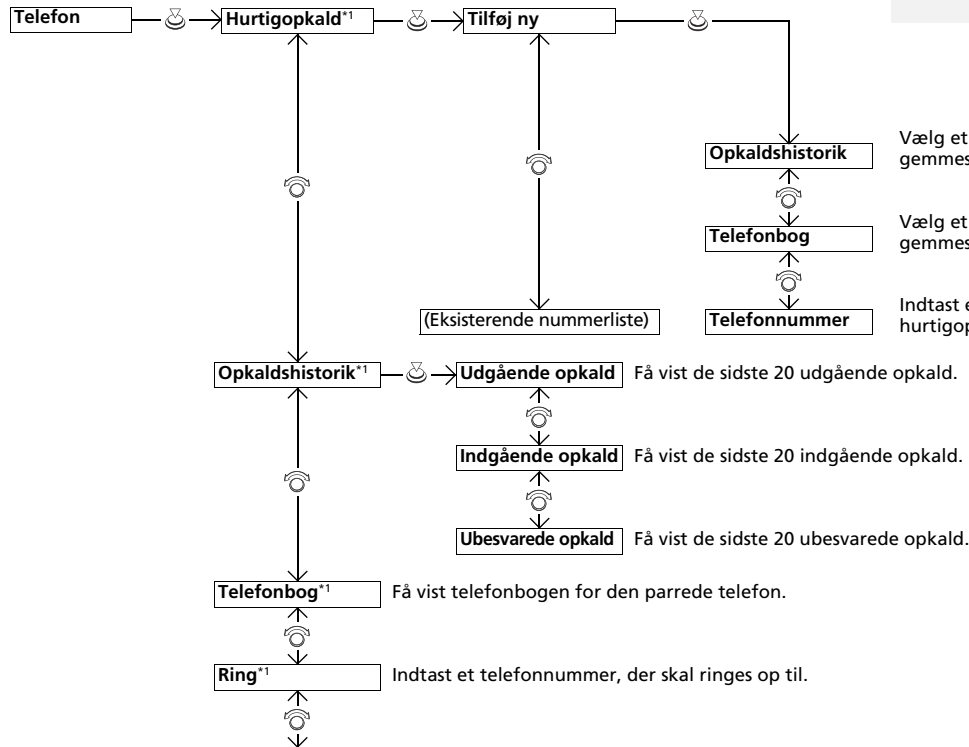 Telefon
Hurtigopkald*1
Tilføj ny
Opkaldshistorik
Vælg et
gemmes
Telefonbog
Vælg et
gemmes
(Eksisterende nummerliste)
Telefonnummer
Indtast e
hurtigop
Opkaldshistorik*1
Udgående opkald
Få vist de sidste 20 udgående opkald.
Indgående opkald
Få vist de sidste 20 indgående opkald.
Ubesvarede opkald
Få vist de sidste 20 ubesvarede opkald.
Telefonbog*1
Få vist telefonbogen for den parrede telefon.
Ring*1
Indtast et telefonnummer, der skal ringes op til.